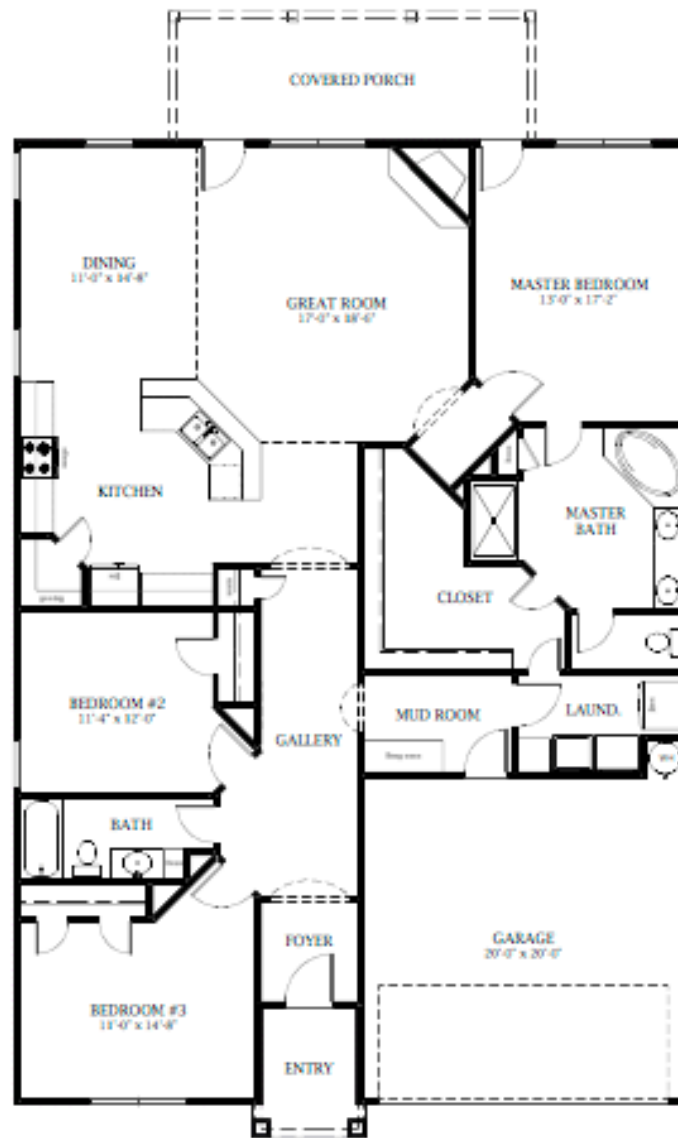 COVERED PORCH
DINING
11'-0" x 14'-8"
GREAT ROOM
17'-0" x 18'-6"
MASTER BEDROOM
13'-0" x 17'-2"
KITCHEN
MASTER
BATH
CLOSET
BEDROOM #2
11'-4" x 12'-0"
MUD ROOM
LAUND.
GALLERY
BATH
FOYER
GARAGE
20'-0" x 20'-0"
BEDROOM #3
11'-0" x 14'-8"
ENTRY